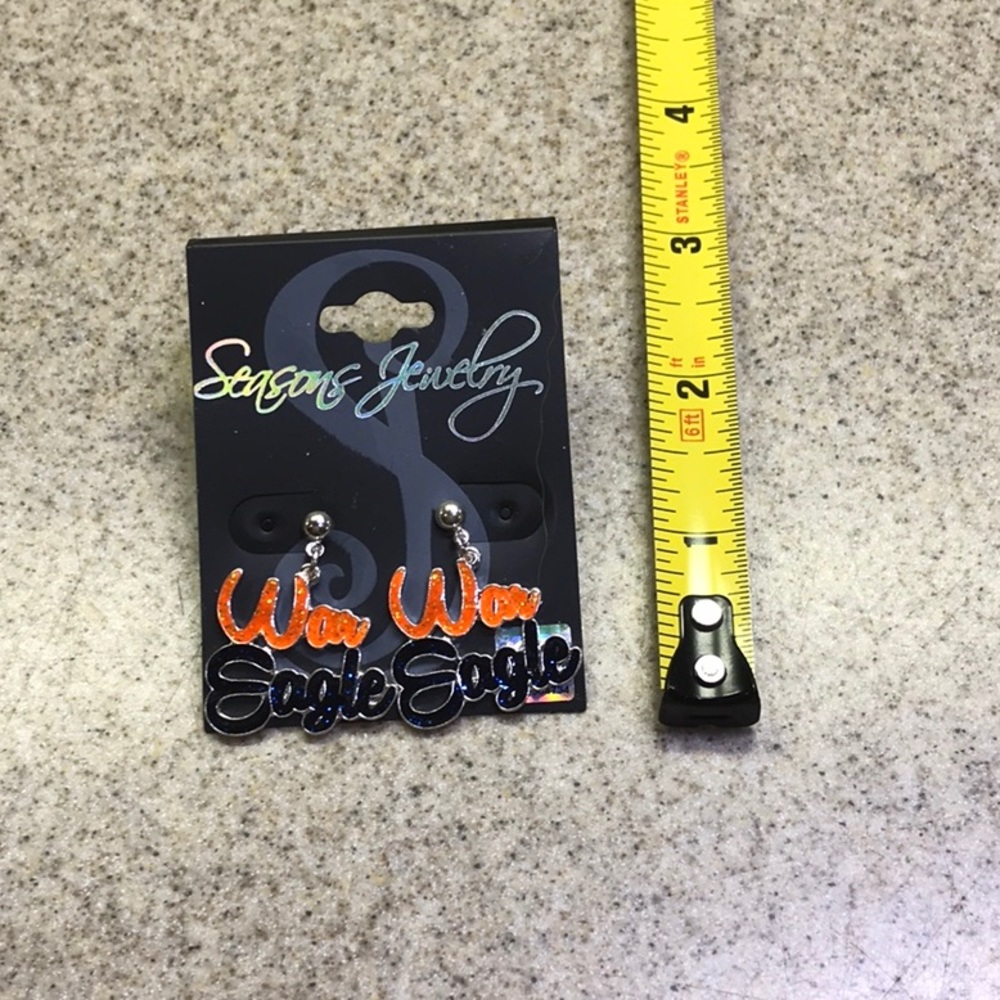 Seasons Jewelry
War War
Eagle Eagle
4
STANLEY®
3
ft
in
2
6ft
1